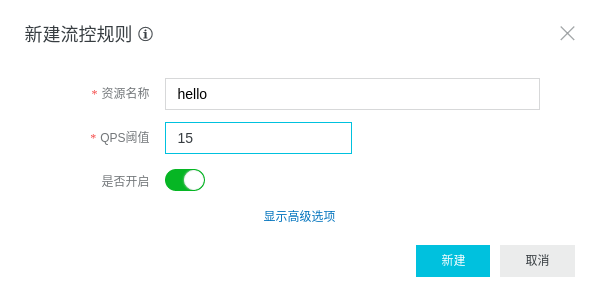 新建流控规则
* 资源名称 hello
* QPS阈值 15
是否开启
显示高级选项
新建 取消